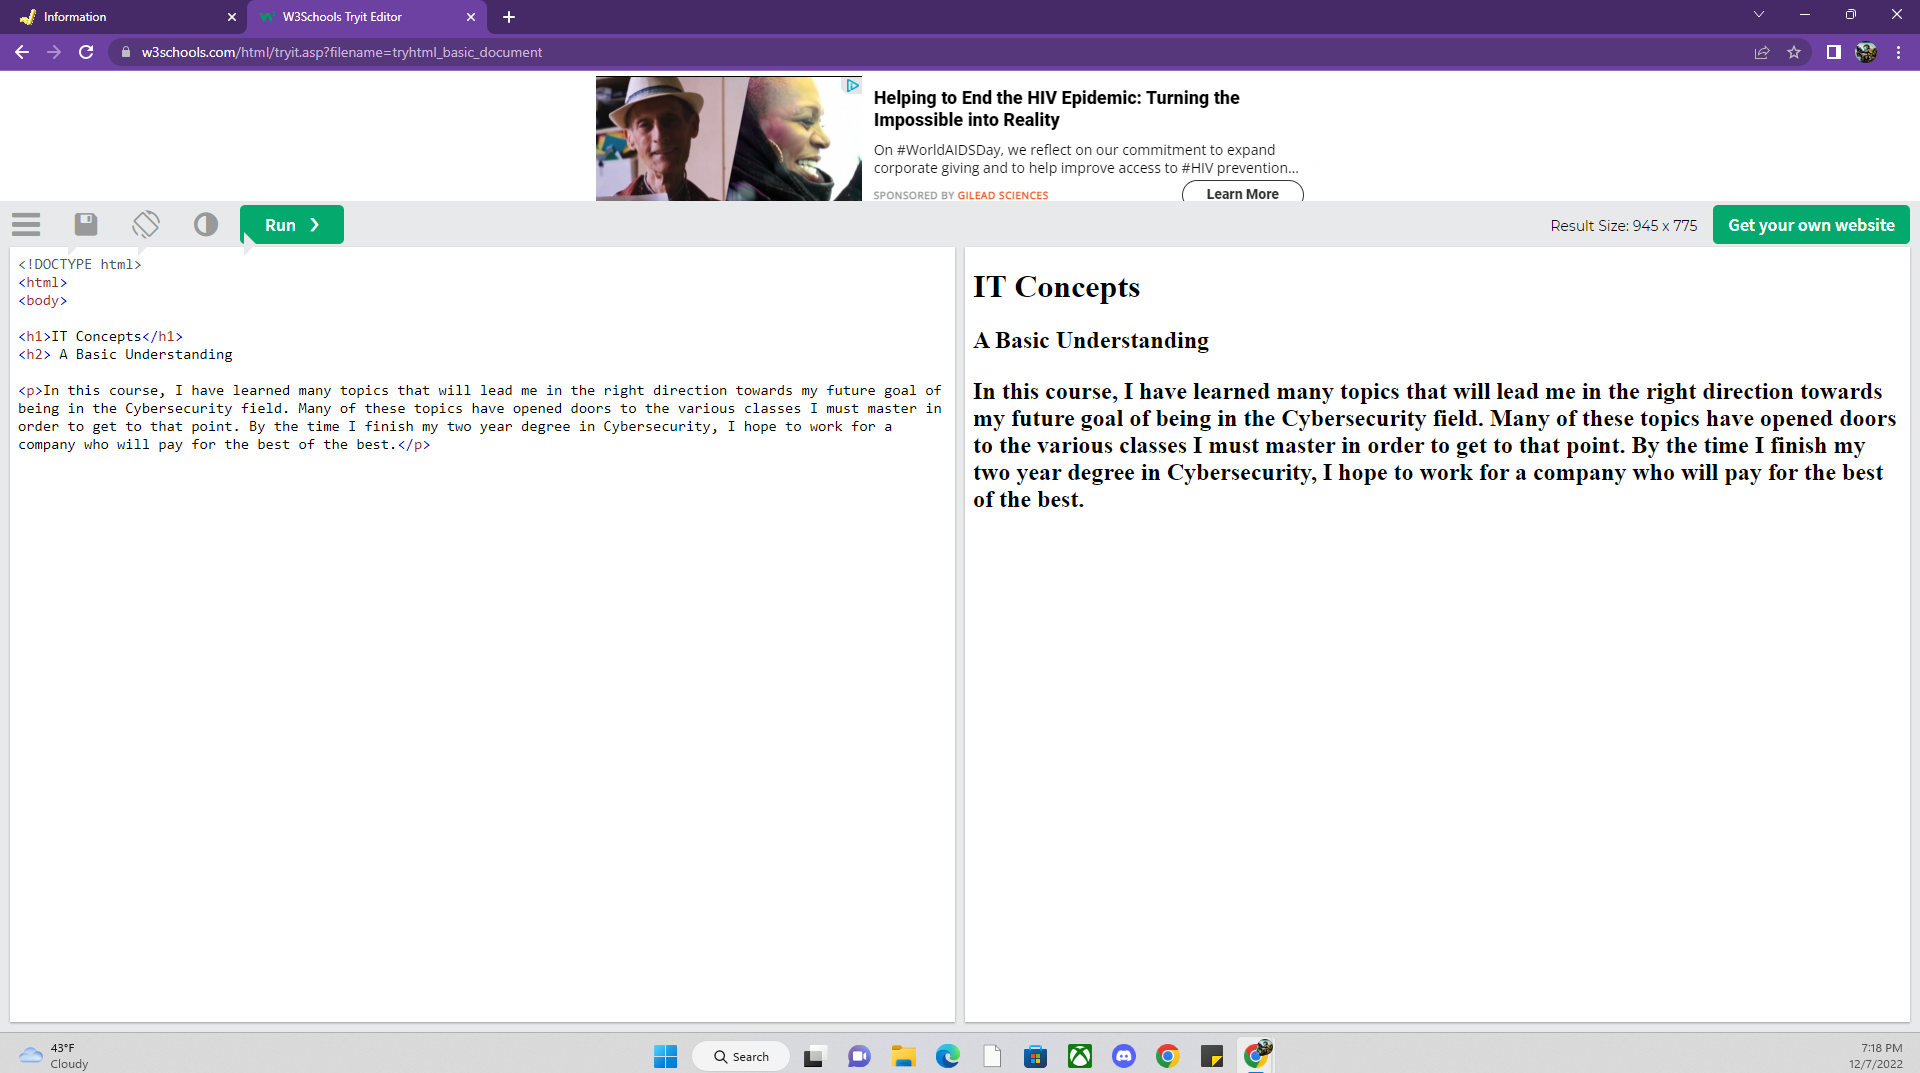 Information
W3Schools Tryit Editor
w3schools.com/html/tryit.asp?filename=tryhtml_basic_document
Helping to End the HIV Epidemic: Turning the
Impossible into Reality
On #WorldAIDSDay, we reflect on our commitment to expand
corporate giving and to help improve access to #HIV prevention...
SPONSORED BY GILEAD SCIENCES
Learn More
Run ❯
Result Size: 945 x 775
Get your own website
<!DOCTYPE html>
<html>
<body>
<h1>IT Concepts</h1>
<h2> A Basic Understanding
<p>In this course, I have learned many topics that will lead me in the right direction towards my future goal of
being in the Cybersecurity field. Many of these topics have opened doors to the various classes I must master in
order to get to that point. By the time I finish my two year degree in Cybersecurity, I hope to work for a
company who will pay for the best of the best.</p>
IT Concepts
A Basic Understanding
In this course, I have learned many topics that will lead me in the right direction towards
my future goal of being in the Cybersecurity field. Many of these topics have opened doors
to the various classes I must master in order to get to that point. By the time I finish my
two year degree in Cybersecurity, I hope to work for a company who will pay for the best
of the best.
43°F
Cloudy
Search
7:18 PM
12/7/2022